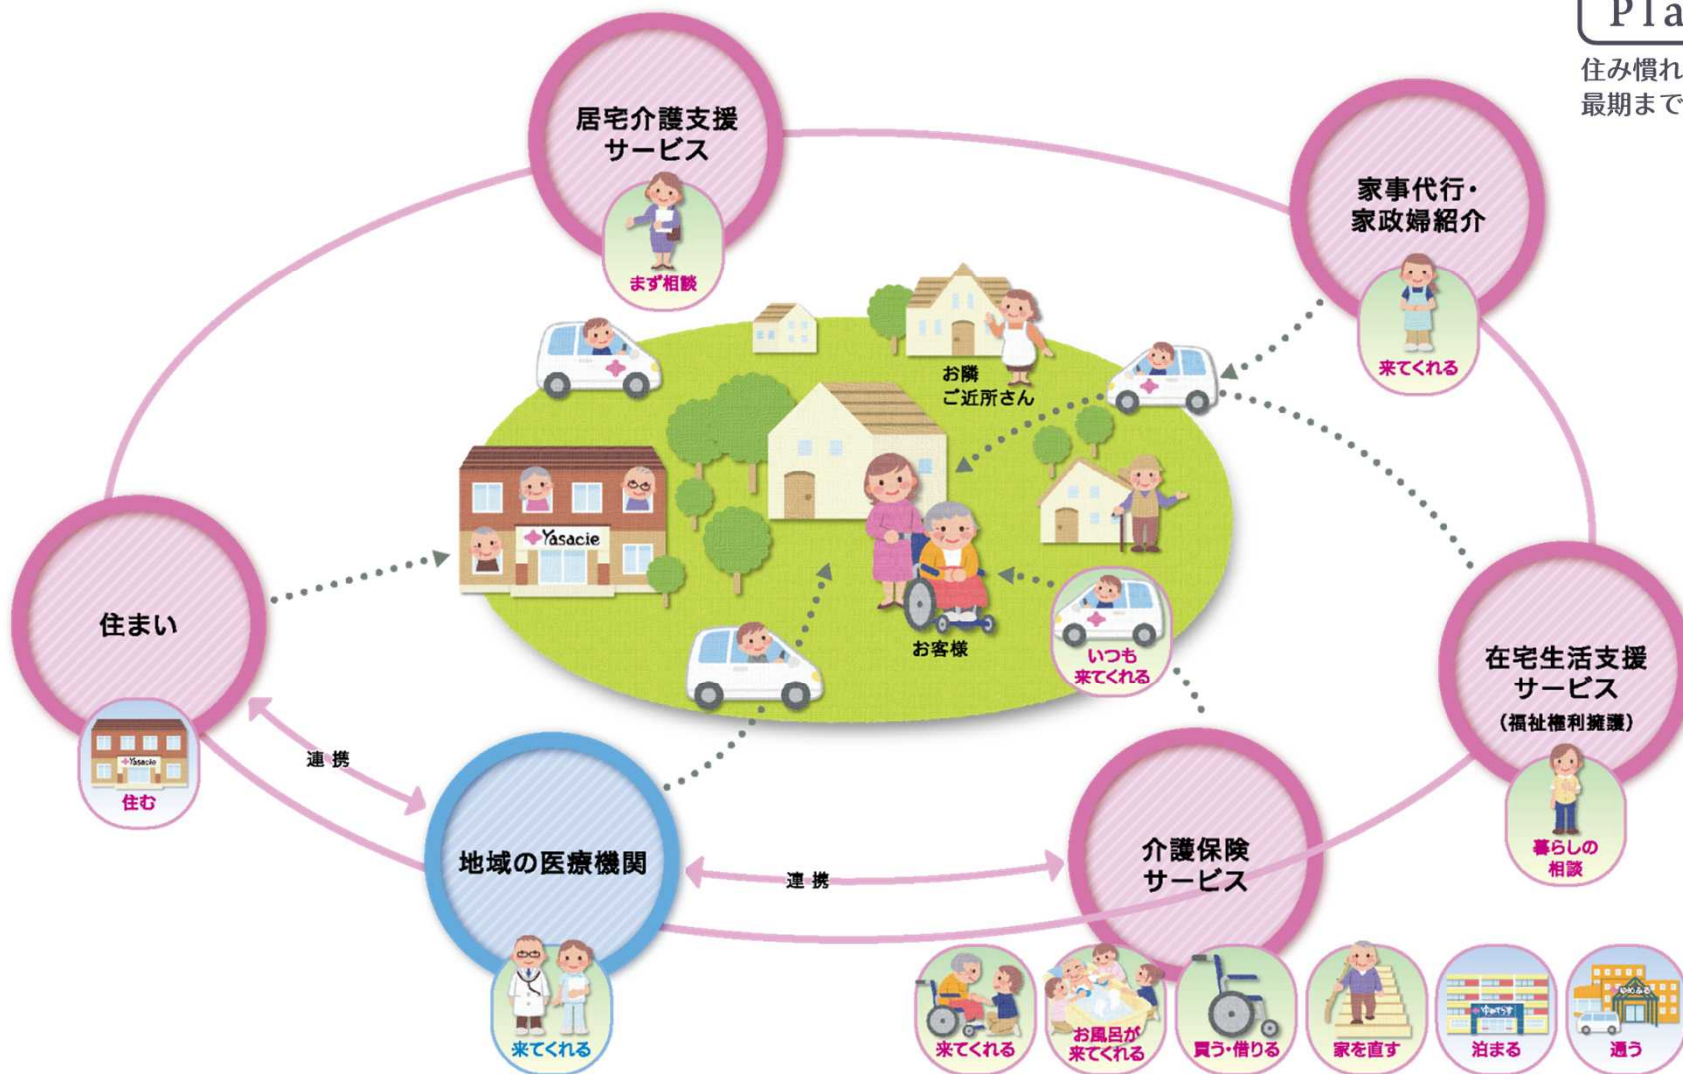 Pla
住み慣れ
最期まで
居宅介護支援
サービス
まず相談
家事代行・
家政婦紹介
来てくれる
お隣
ご近所さん
Yasacie
お客様
いつも
来てくれる
住まい
Yasacie
住む
連携
地域の医療機関
来てくれる
連携
介護保険
サービス
在宅生活支援
サービス
(福祉権利擁護)
暮らしの
相談
来てくれる
お風呂が
来てくれる
買う・借りる
家を直す
泊まる
通う